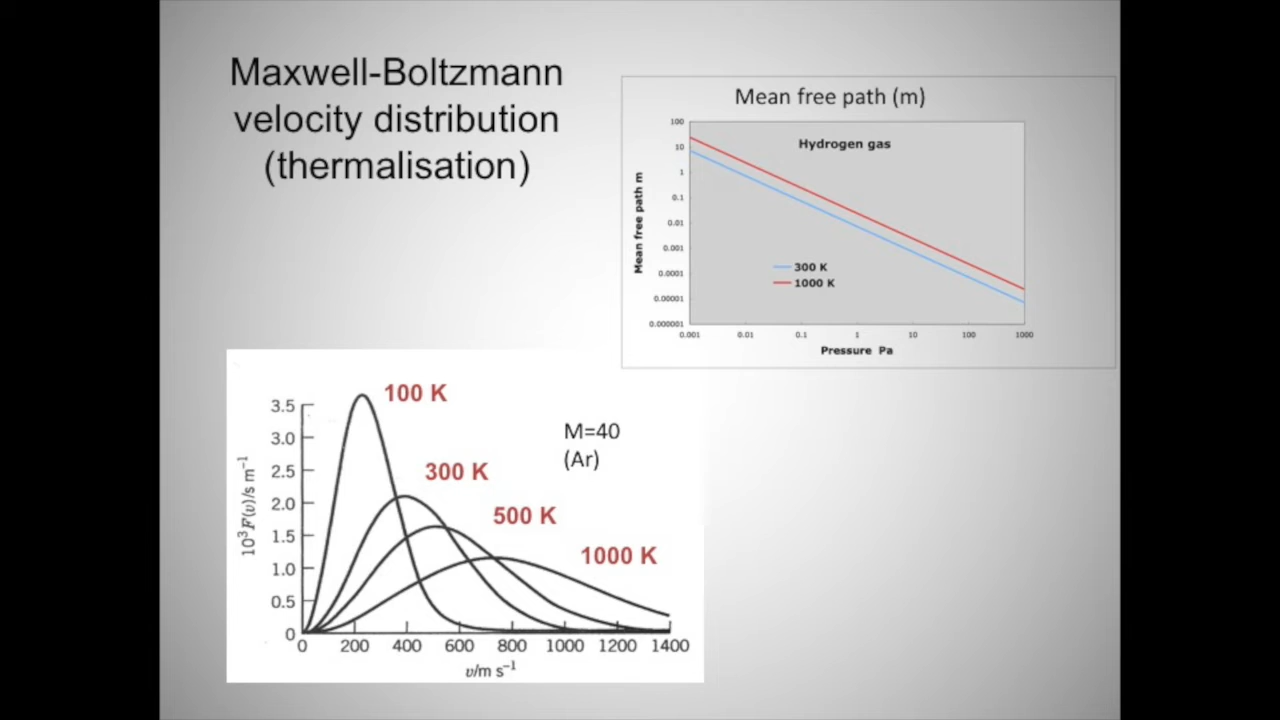 Maxwell-Boltzmann
velocity distribution
(thermalisation)
Mean free path (m)
Hydrogen gas
Mean free path m
100
10
1
0.1
0.01
0.001
0.0001
0.00001
0.000001
300 K
1000 K
0.001 0.01 0.1 1 10 100 1000
Pressure Pa
100 K
300 K
500 K
1000 K
M=40
(Ar)
10³F(υ)/s m⁻¹
3.5
3.0
2.5
2.0
1.5
1.0
0.5
0
0 200 400 600 800 1000 1200 1400
υ/m s⁻¹